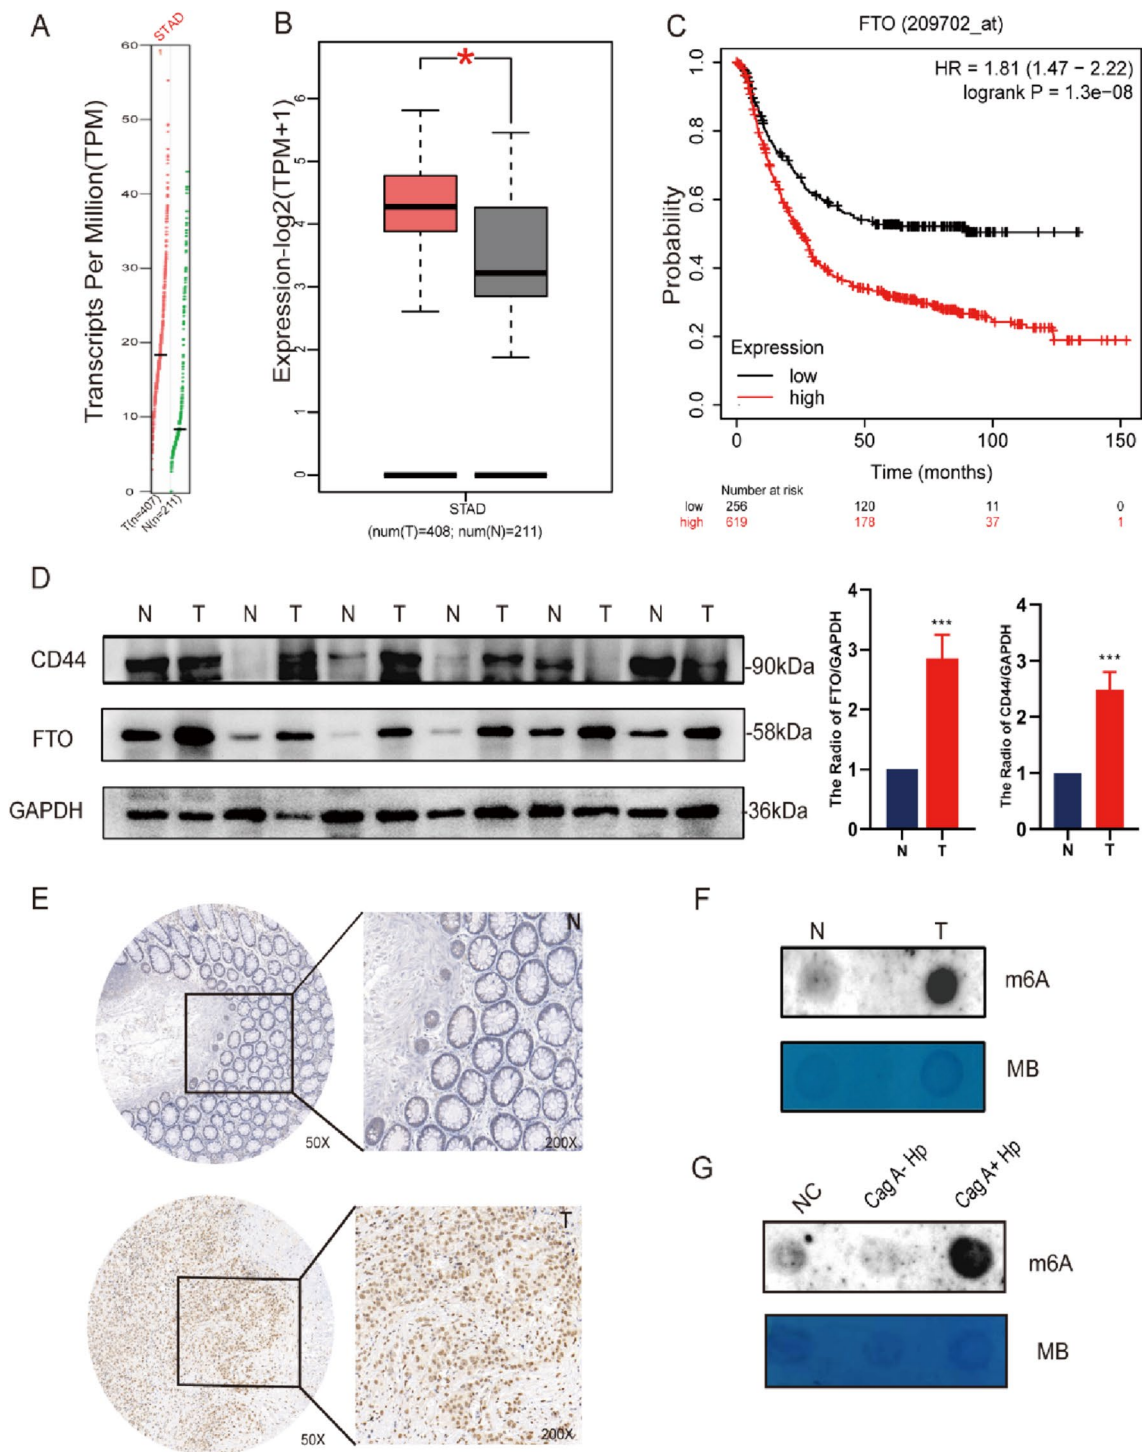 A
STAD
Transcripts Per Million(TPM)
60
50
40
30
20
10
0
T(n=407)
N(n=211)
B
*
Expression-log2(TPM+1)
6
5
4
3
2
1
0
STAD
(num(T)=408; num(N)=211)
C
FTO (209702_at)
HR = 1.81 (1.47 − 2.22)
logrank P = 1.3e−08
Probability
1.0
0.8
0.6
0.4
0.2
0.0
Expression
low
high
0 50 100 150
Time (months)
Number at risk
low 256 120 11 0
high 619 178 37 1
D
N T N T N T N T N T N T
CD44 -90kDa
FTO -58kDa
GAPDH -36kDa
The Radio of FTO/GAPDH
4
3
2
1
0
***
N T
The Radio of CD44/GAPDH
4
3
2
1
0
***
N T
E
N
50X
200X
T
50X
200X
F
N T
m6A
MB
G
NC CagA- Hp CagA+ Hp
m6A
MB